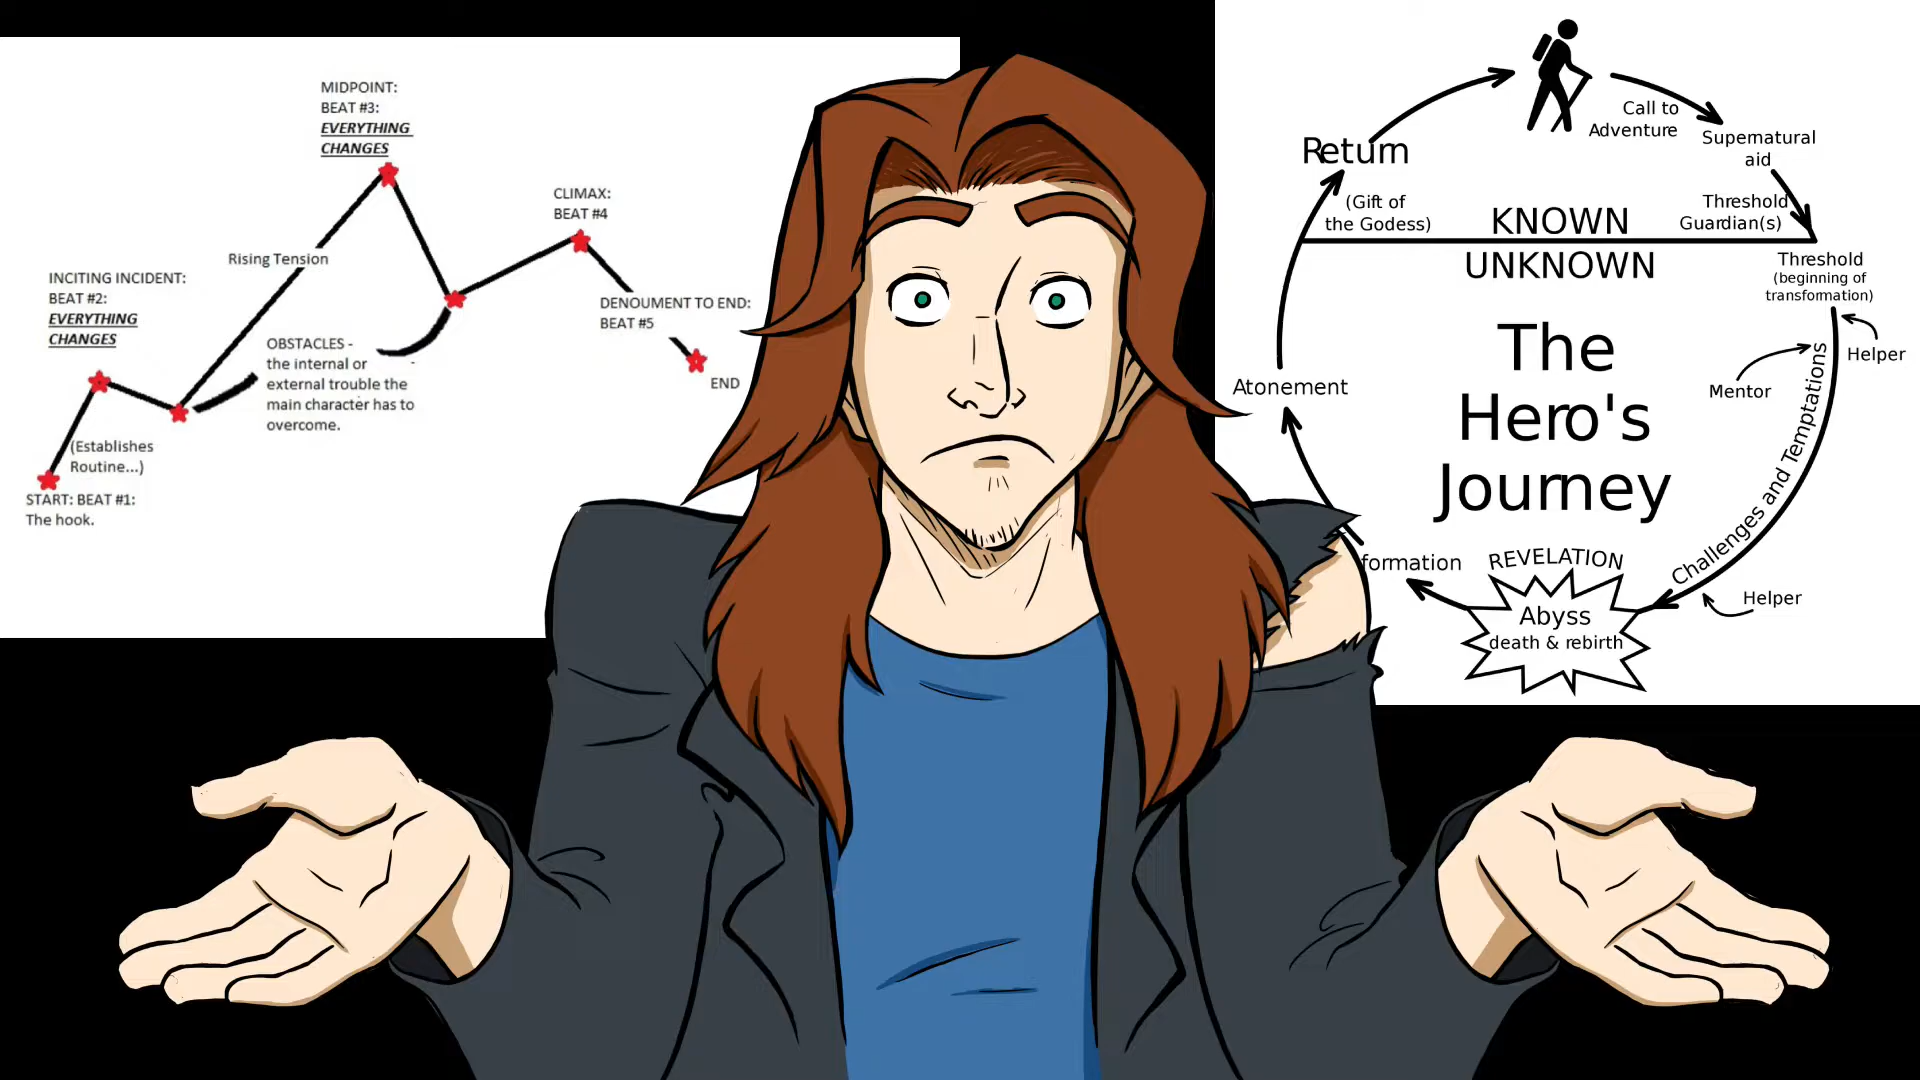 MIDPOINT:
BEAT #3:
EVERYTHING
CHANGES
CLIMAX:
BEAT #4
Rising Tension
INCITING INCIDENT:
BEAT #2:
EVERYTHING
CHANGES
DENOUMENT TO END:
BEAT #5
OBSTACLES -
the internal or
external trouble the
main character has to
overcome.
END
(Establishes
Routine...)
START: BEAT #1:
The hook.
Call to
Adventure
Supernatural
aid
Return
(Gift of
the Godess)
Threshold
Guardian(s)
KNOWN
UNKNOWN
Threshold
(beginning of
transformation)
Helper
Mentor
The
Hero's
Journey
Atonement
Challenges and Temptations
formation
REVELATION
Abyss
death & rebirth
Helper